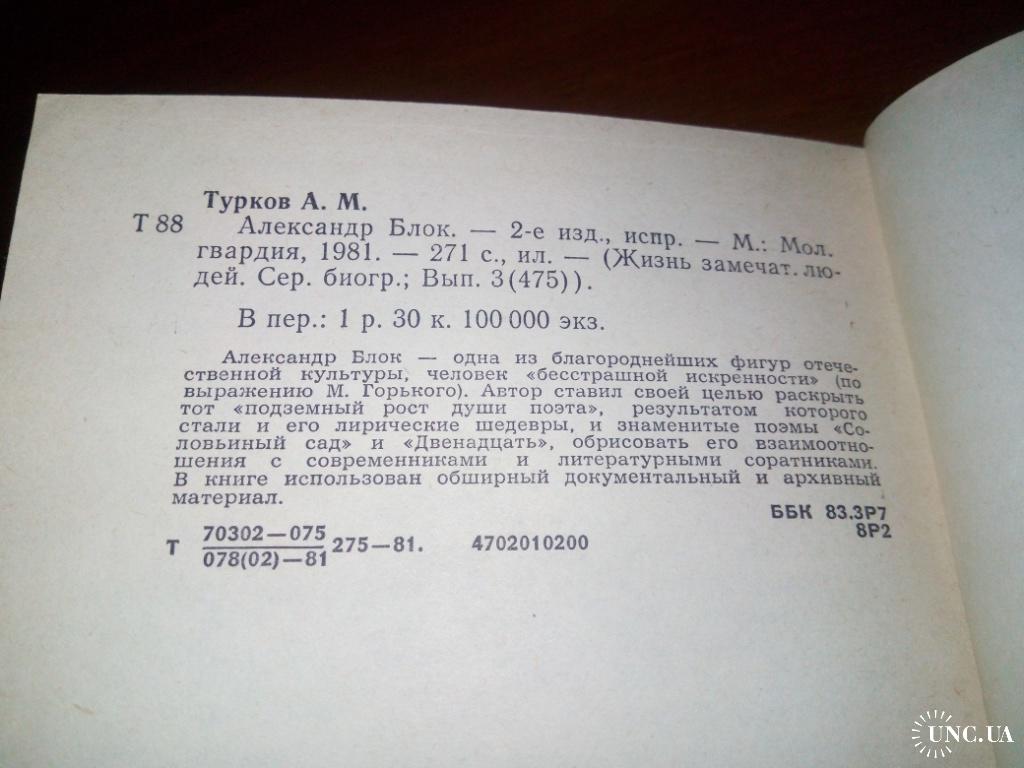 Турков А. М.
Т 88 Александр Блок. — 2-е изд., испр. — М.: Мол.
гвардия, 1981. — 271 с., ил. — (Жизнь замечат. лю-
дей. Сер. биогр.; Вып. 3 (475)).
В пер.: 1 р. 30 к. 100 000 экз.
Александр Блок — одна из благороднейших фигур отече-
ственной культуры, человек «бесстрашной искренности» (по
выражению М. Горького). Автор ставил своей целью раскрыть
тот «подземный рост души поэта», результатом которого
стали и его лирические шедевры, и знаменитые поэмы «Со-
ловьиный сад» и «Двенадцать», обрисовать его взаимоотно-
шения с современниками и литературными соратниками.
В книге использован обширный документальный и архивный
материал.
ББК 83.3Р7
8Р2
Т 70302—075
078(02)—81 275—81. 4702010200
UNC.UA